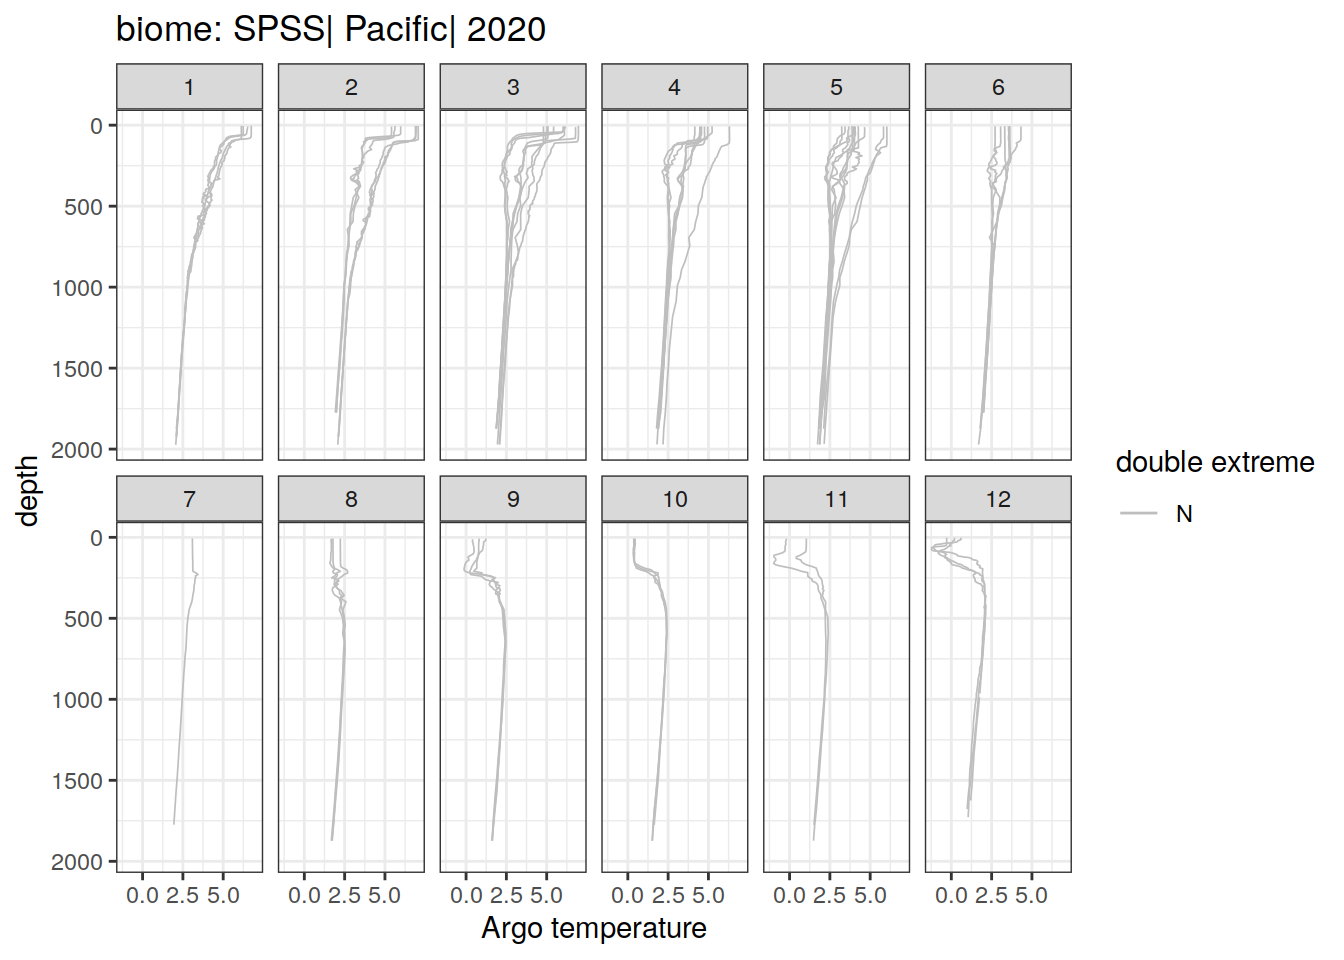 biome: SPSS| Pacific| 2020
1 2 3 4 5 6
0
500
1000
1500
2000
7 8 9 10 11 12
0
500
1000
1500
2000
0.0 2.5 5.0 0.0 2.5 5.0 0.0 2.5 5.0 0.0 2.5 5.0 0.0 2.5 5.0 0.0 2.5 5.0
Argo temperature
depth
double extreme
N